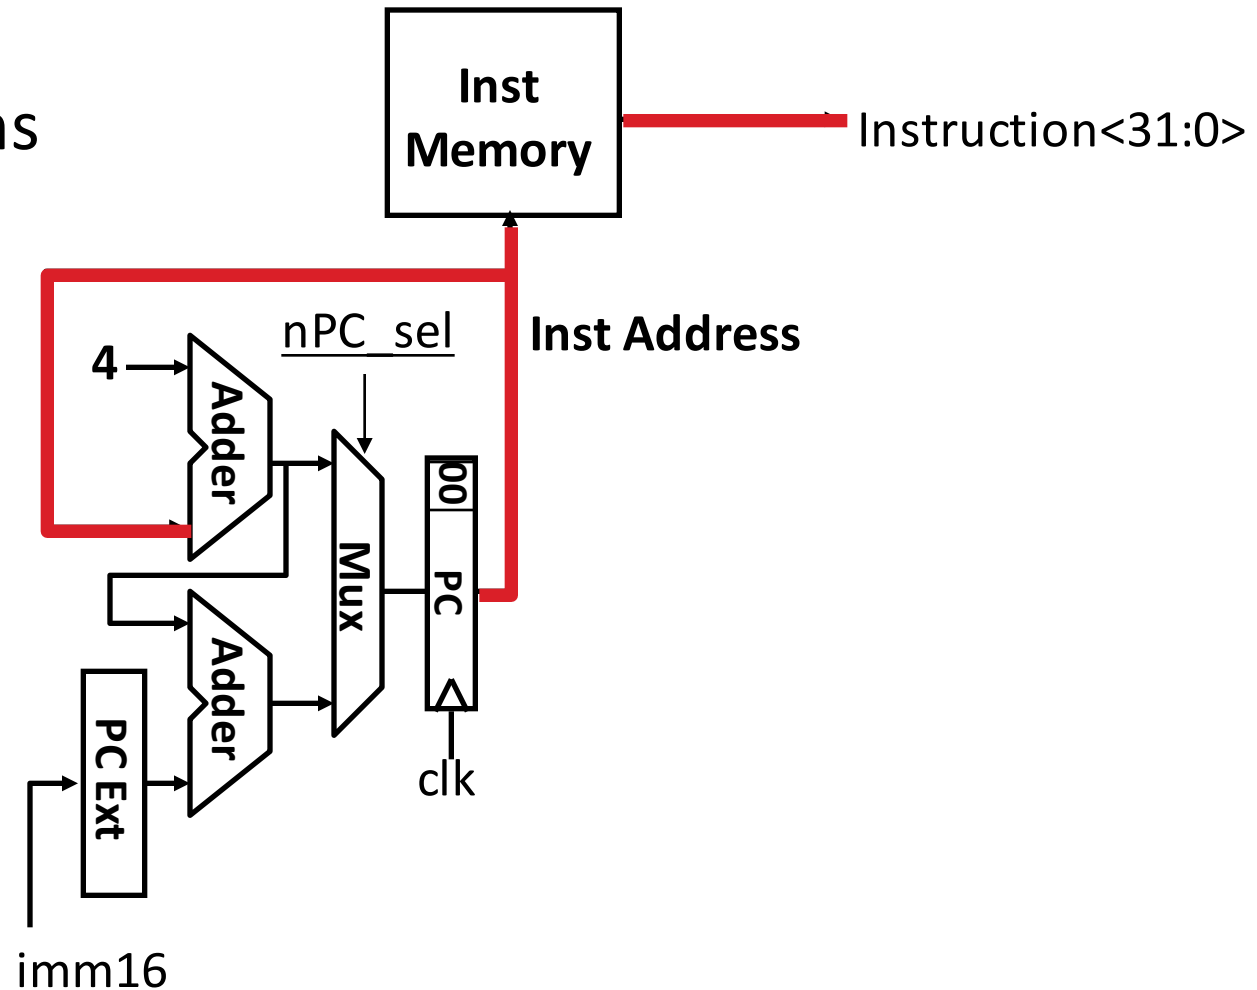 Inst
Memory
Instruction<31:0>
ns
nPC_sel
Inst Address
4
Adder
00
Mux
PC
Adder
PC Ext
clk
imm16